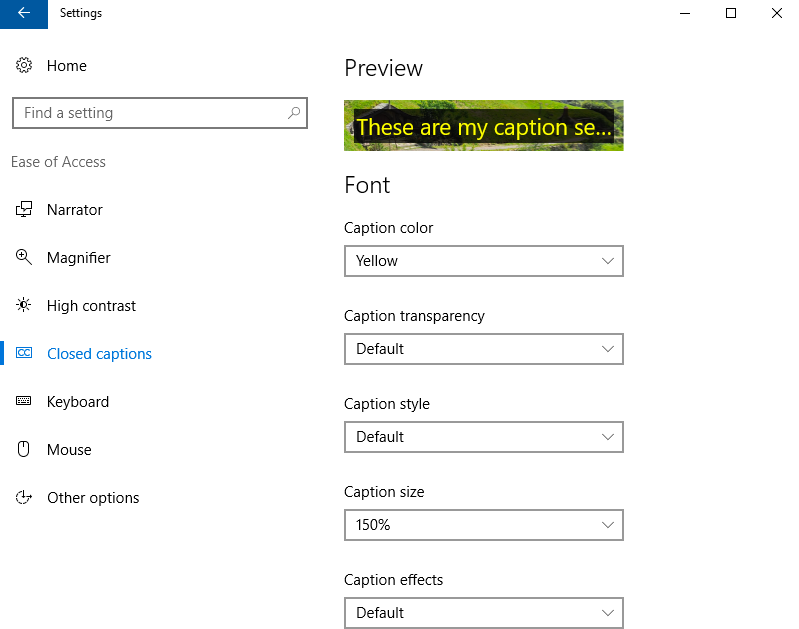 Settings
Home
Find a setting
Ease of Access
Narrator
Magnifier
High contrast
Closed captions
Keyboard
Mouse
Other options
Preview
These are my caption se...
Font
Caption color
Yellow
Caption transparency
Default
Caption style
Default
Caption size
150%
Caption effects
Default